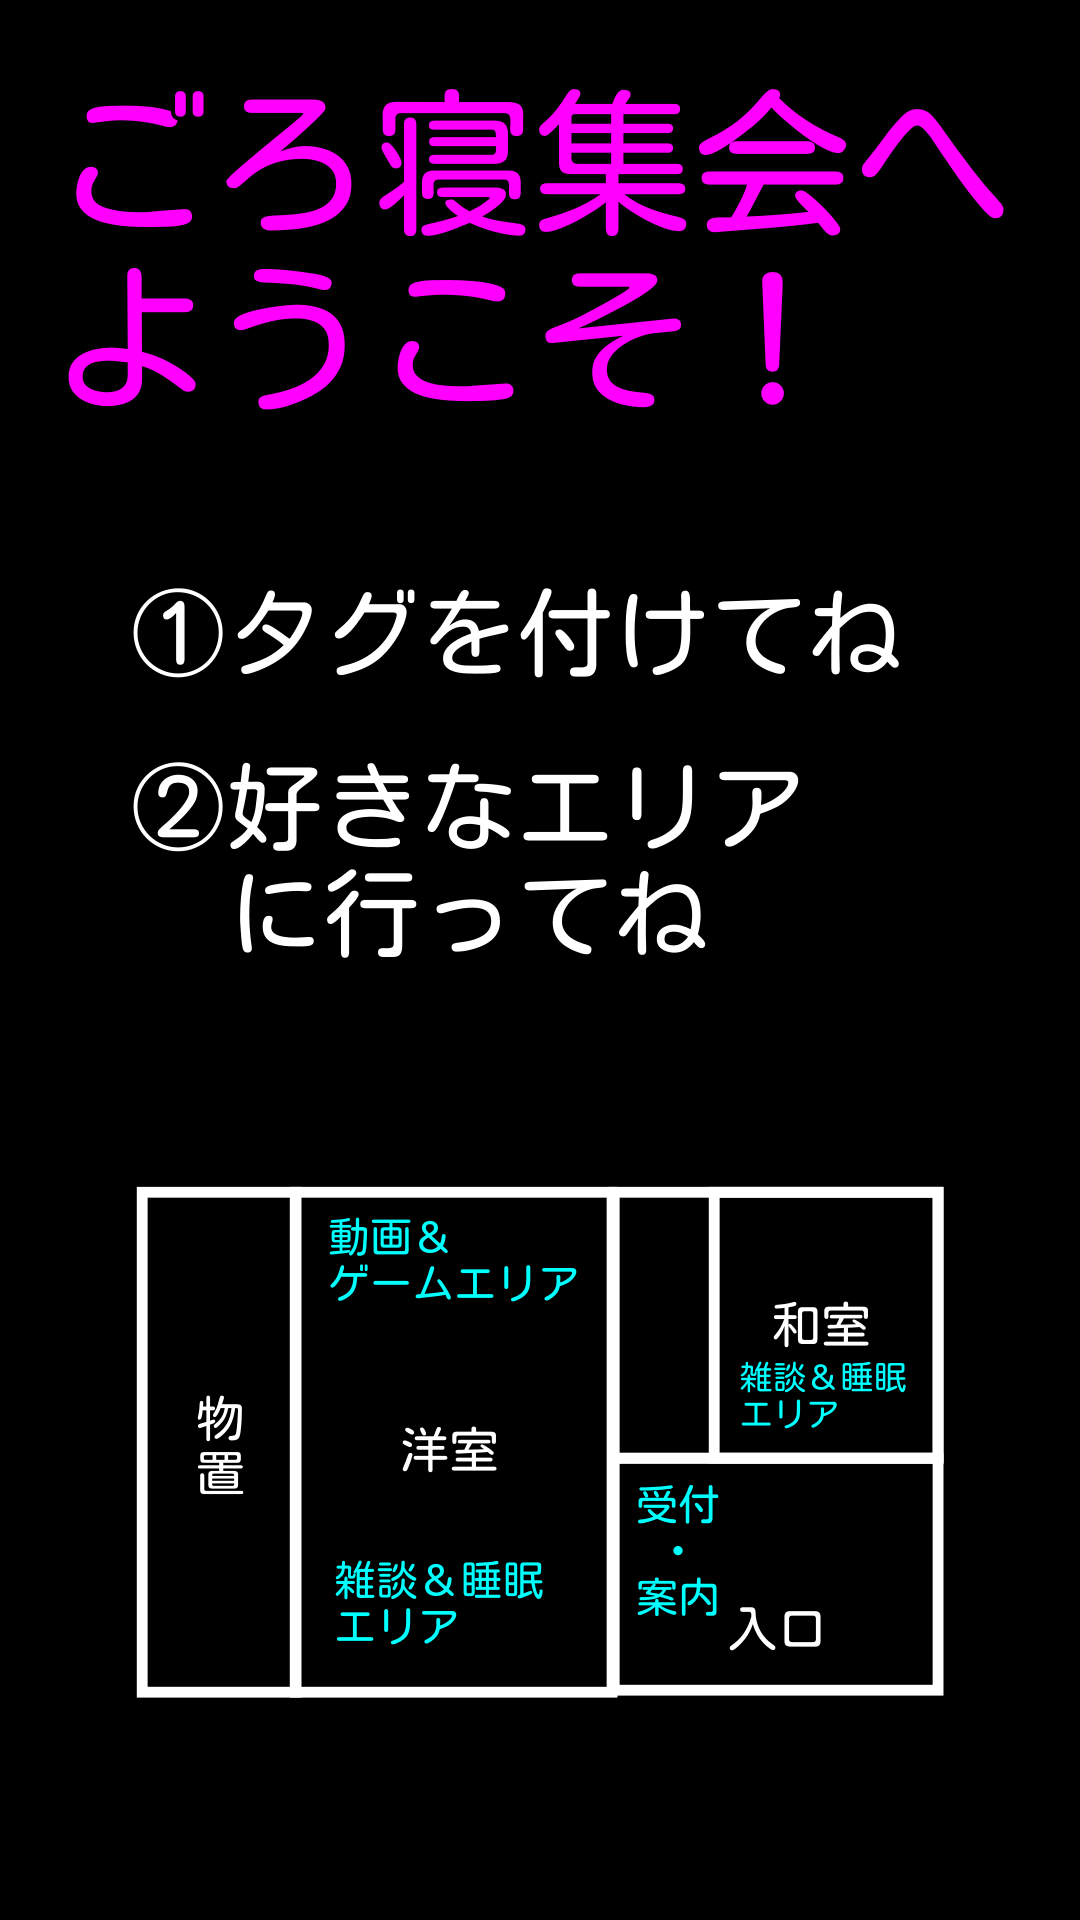 ごろ寝集会へ
ようこそ！
①タグを付けてね
②好きなエリア
に行ってね
動画＆
ゲームエリア
和室
雑談＆睡眠
エリア
物
置
洋室
受付
・
案内
入口
雑談＆睡眠
エリア